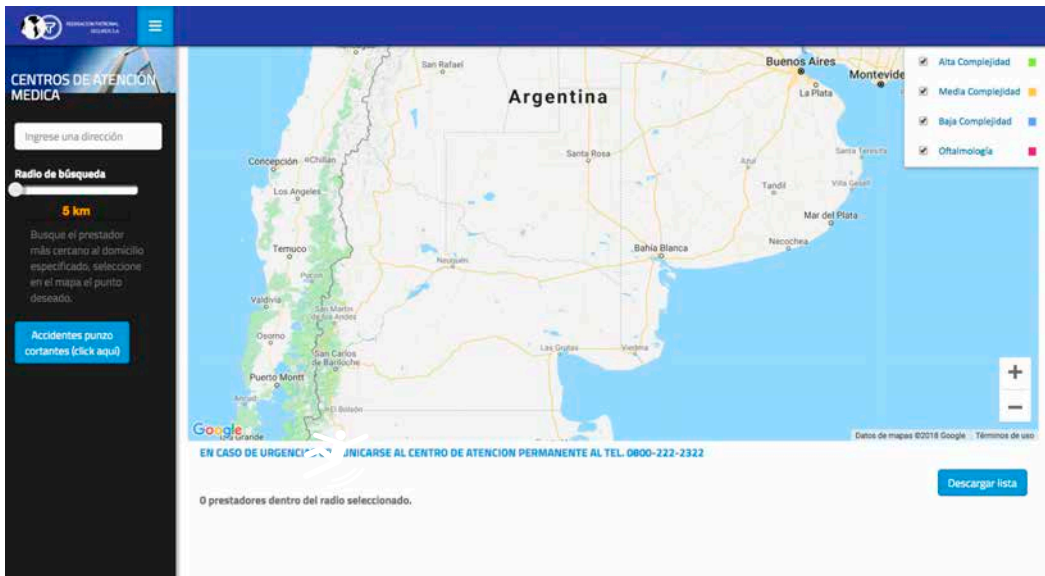 FEDERACION PATRONAL
SEGUROS S.A.
CENTROS DE ATENCIÓN
MEDICA
Ingrese una dirección
Radio de búsqueda
5 km
Busque el prestador
más cercano al domicilio
especificado, seleccione
en el mapa el punto
deseado.
Accidentes punzo
cortantes (click aquí)
San Rafael
Buenos Aires
Montevide
La Plata
Argentina
Concepción
Chillan
Santa Rosa
Azul
Santa Teresita
Los Angeles
Tandil
Villa Gesell
Mar del Plata
Temuco
Bahía Blanca
Necochea
Neuquén
Pucon
Valdivia
San Martín
de los Andes
Osorno
San Carlos
de Bariloche
Las Grutas
Viedma
Puerto Montt
Ancud
El Bolsón
Google
Grande
Datos de mapas ©2018 Google
Términos de uso
Alta Complejidad
Media Complejidad
Baja Complejidad
Oftalmología
+
−
EN CASO DE URGENCI UNICARSE AL CENTRO DE ATENCION PERMANENTE AL TEL. 0800-222-2322
Descargar lista
0 prestadores dentro del radio seleccionado.